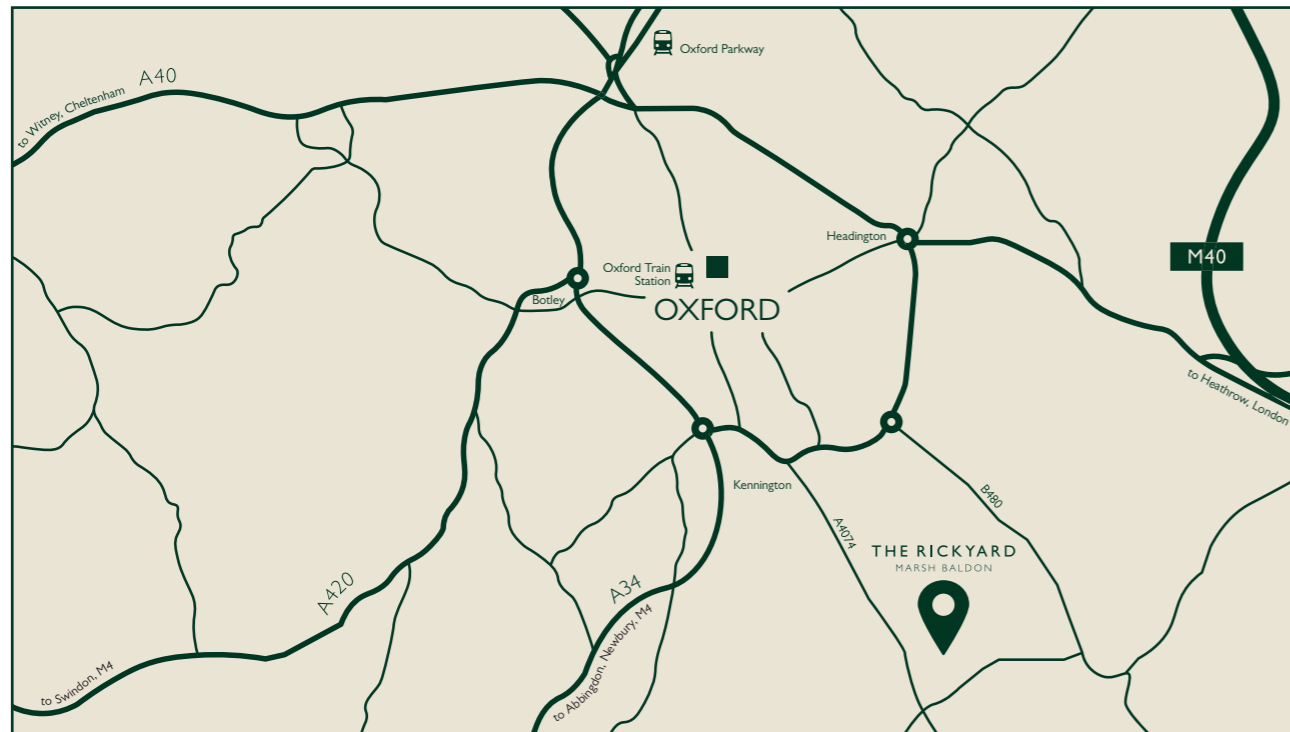 Oxford Parkway
A40
to Witney, Cheltenham
Headington
M40
Oxford Train
Station
Botley
OXFORD
to Heathrow, London
Kennington
B480
A4074
THE RICKYARD
MARSH BALDON
A420
A34
to Abbingdon, Newbury, M4
to Swindon, M4